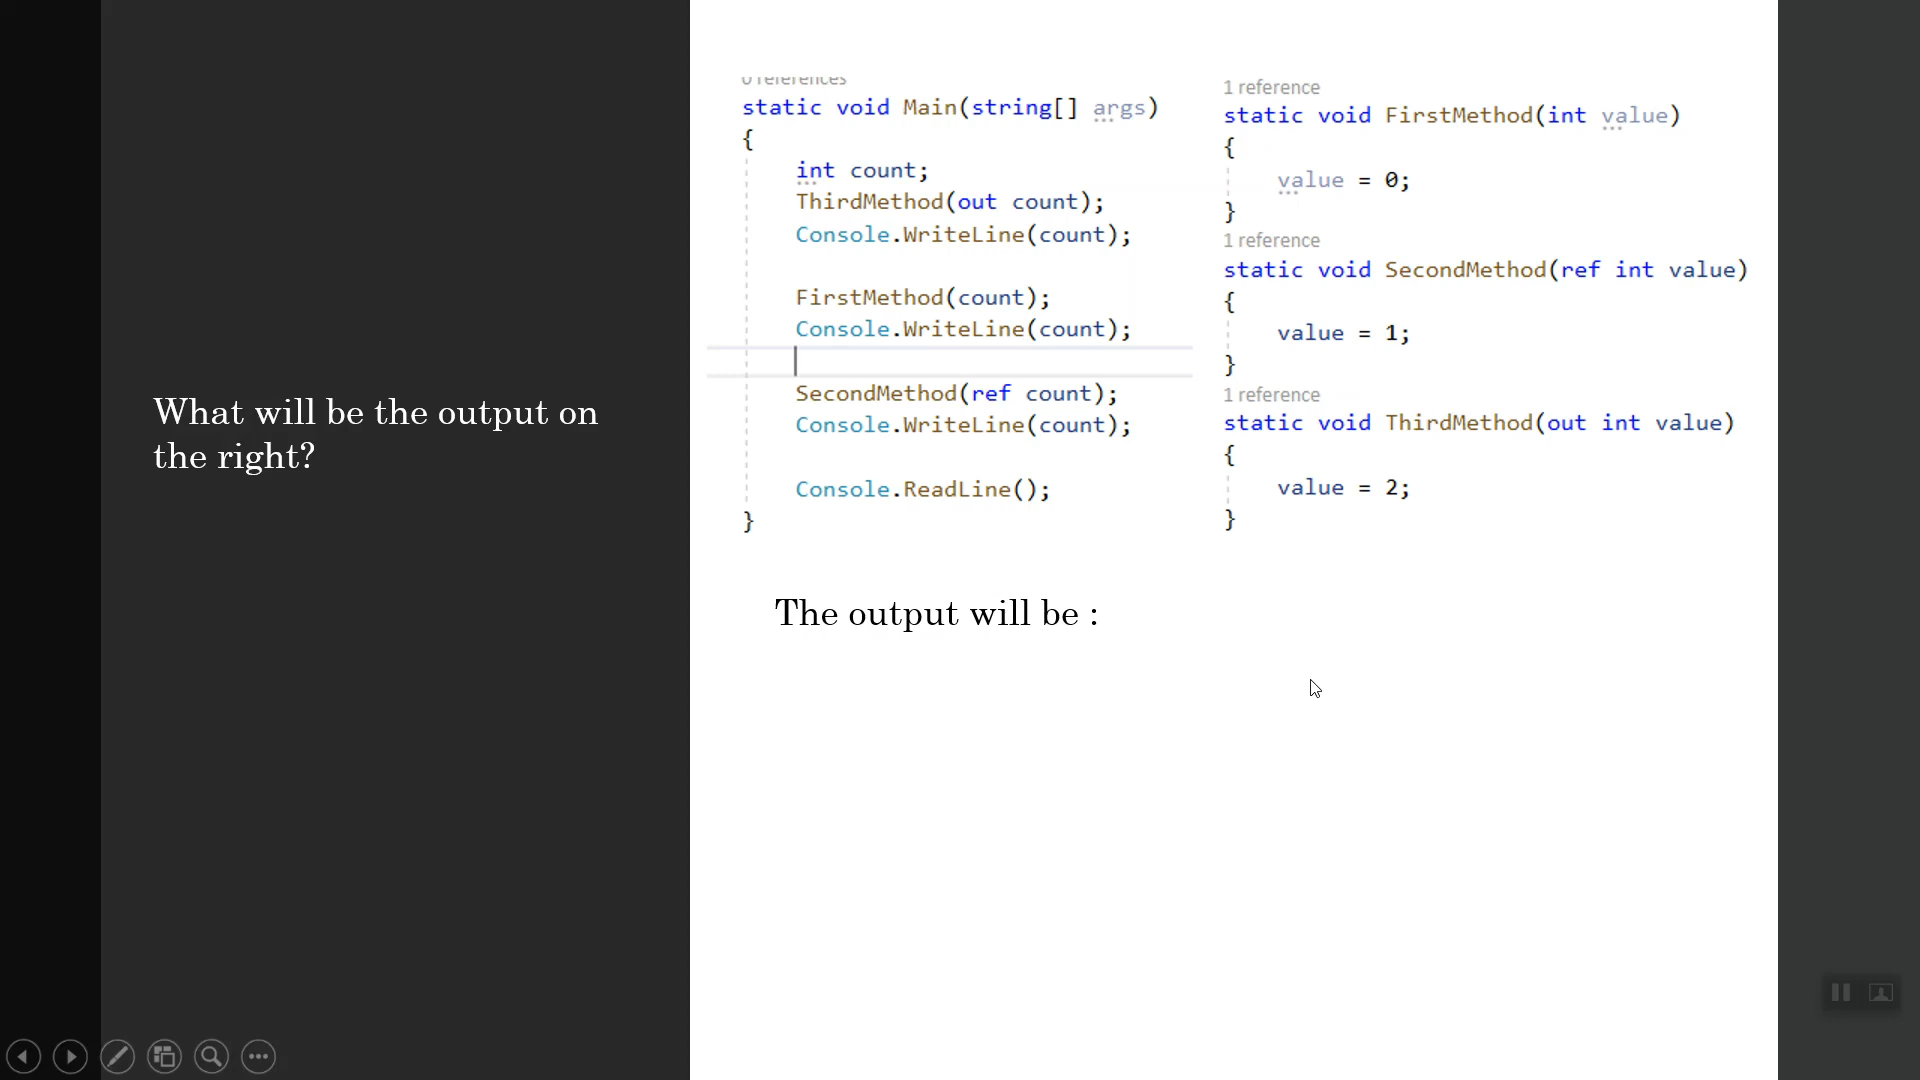 What will be the output on
the right?
0 references
static void Main(string[] args)
{
int count;
ThirdMethod(out count);
Console.WriteLine(count);
FirstMethod(count);
Console.WriteLine(count);
SecondMethod(ref count);
Console.WriteLine(count);
Console.ReadLine();
}
1 reference
static void FirstMethod(int value)
{
value = 0;
}
1 reference
static void SecondMethod(ref int value)
{
value = 1;
}
1 reference
static void ThirdMethod(out int value)
{
value = 2;
}
The output will be :